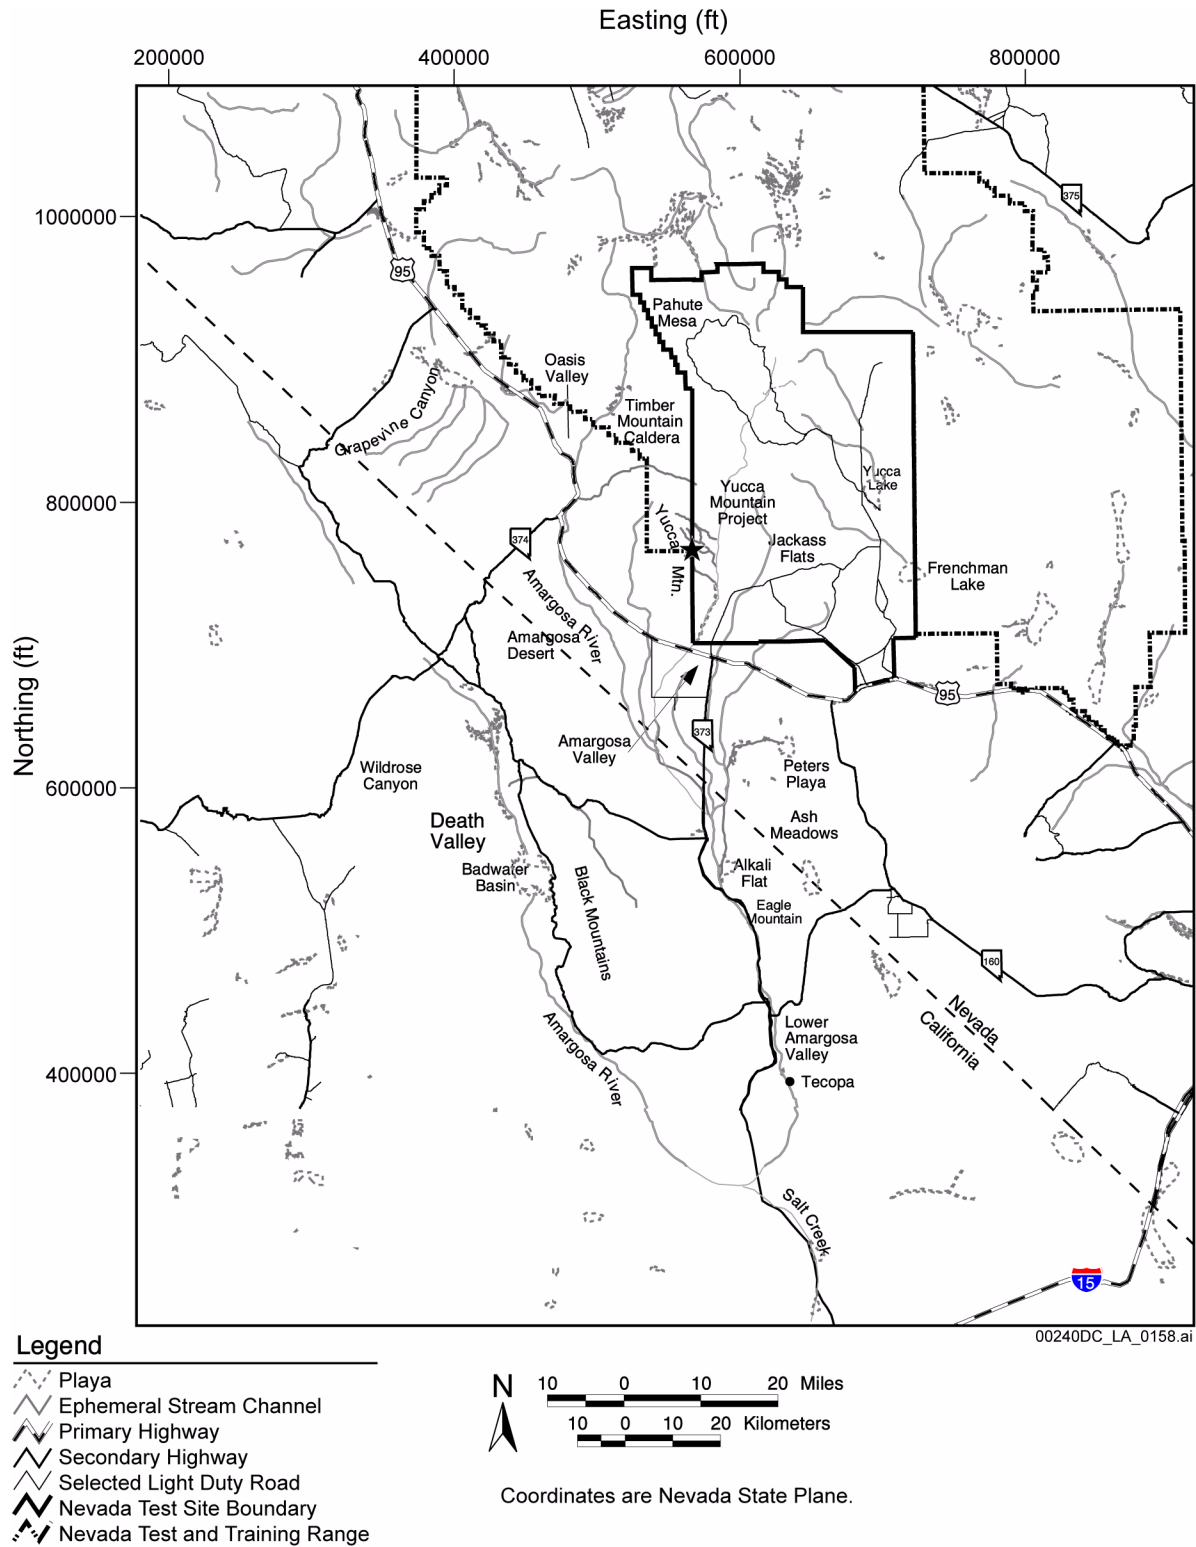 Easting (ft)
200000
400000
600000
800000
Northing (ft)
1000000
800000
600000
400000
375
95
Pahute
Mesa
Oasis
Valley
Grapevine Canyon
Timber
Mountain
Caldera
Yucca
Lake
Yucca
Mountain
Project
Yucca
Mtn.
374
Jackass
Flats
Frenchman
Lake
Amargosa River
Amargosa
Desert
95
373
Amargosa
Valley
Wildrose
Canyon
Peters
Playa
Death
Valley
Ash
Meadows
Badwater
Basin
Black Mountains
Alkali
Flat
Eagle
Mountain
160
Nevada
California
Amargosa River
Lower
Amargosa
Valley
Tecopa
Salt Creek
15
00240DC_LA_0158.ai
Legend
Playa
Ephemeral Stream Channel
Primary Highway
Secondary Highway
Selected Light Duty Road
Nevada Test Site Boundary
Nevada Test and Training Range
N
10 0 10 20 Miles
10 0 10 20 Kilometers
Coordinates are Nevada State Plane.